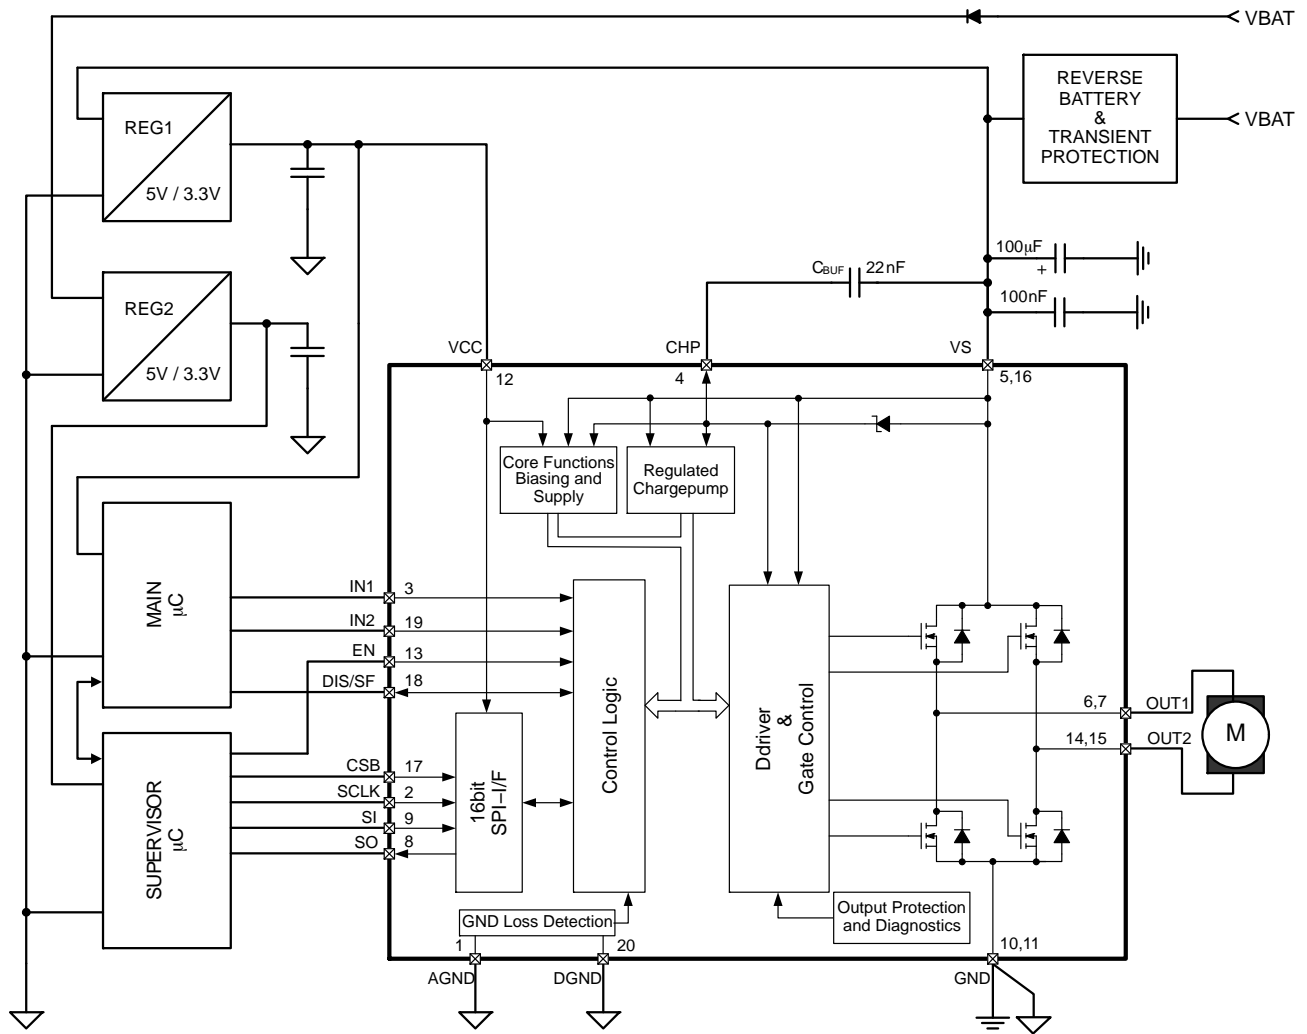 VBAT
REVERSE
BATTERY
&
TRANSIENT
PROTECTION
VBAT
REG1
5V / 3.3V
REG2
5V / 3.3V
100μF
+
CBUF 22nF
100nF
VCC
CHP
VS
12
4
5,16
Core Functions
Biasing and
Supply
Regulated
Chargepump
MAIN
μC
SUPERVISOR
μC
IN1 3
IN2 19
EN 13
DIS/SF 18
CSB 17
SCLK 2
SI 9
SO 8
16bit
SPI–I/F
Control Logic
Ddriver
&
Gate Control
6,7 OUT1
14,15 OUT2
M
GND Loss Detection
Output Protection
and Diagnostics
1
20
10,11
AGND
DGND
GND